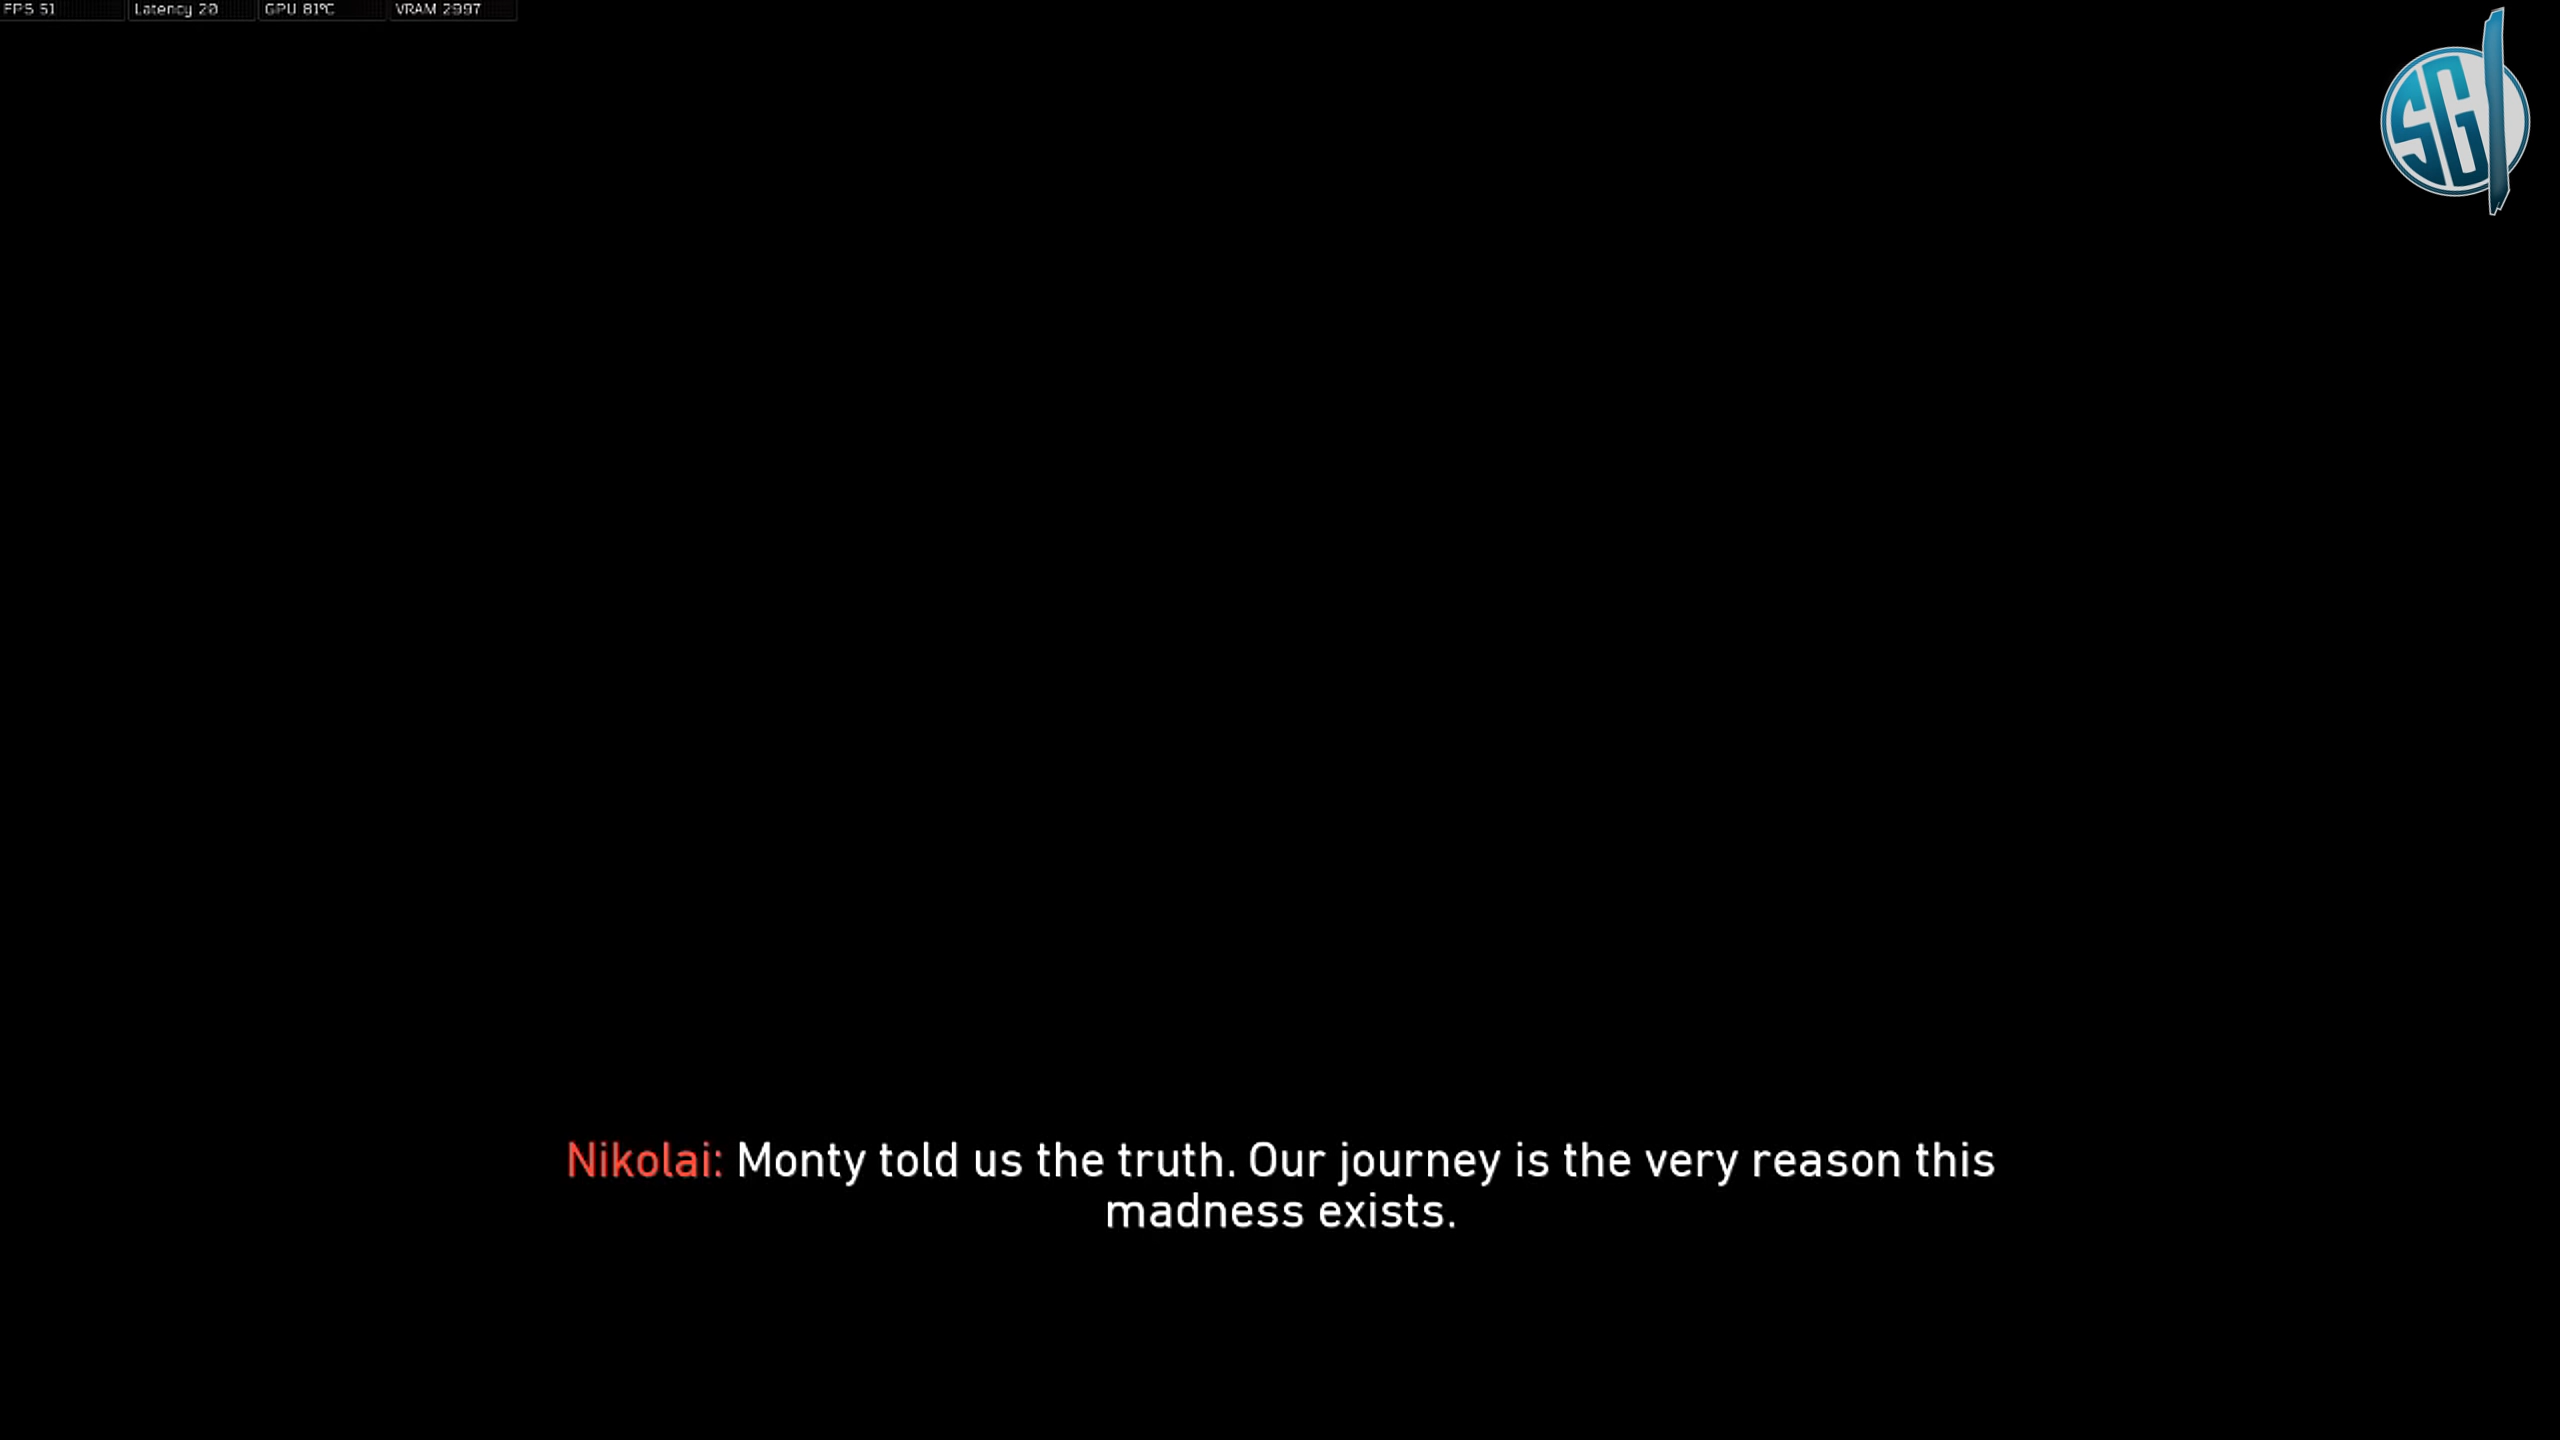 FPS 51 Latency 20 GPU 81°C VRAM 2997
SG
Nikolai: Monty told us the truth. Our journey is the very reason this
madness exists.